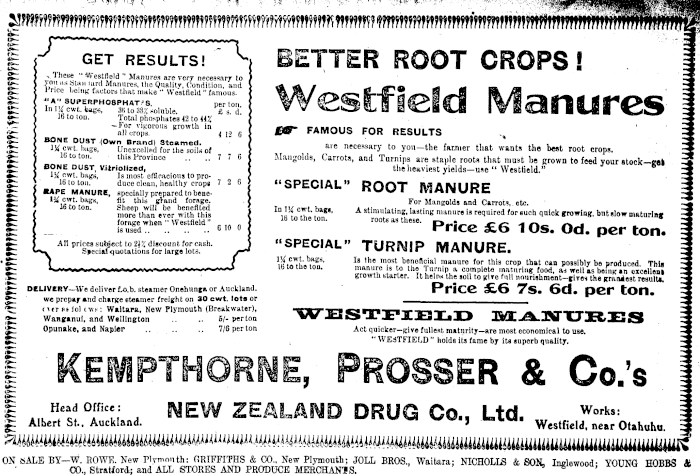 GET RESULTS!
These "Westfield" Manures are very necessary to
you as Standard Manures, the Quality, Condition, and
Price being factors that make "Westfield" famous.
"A" SUPERPHOSPHATES. per ton.
In 1¾ cwt. bags, 36 to 38% soluble. £ s. d.
16 to ton. Total phosphates 42 to 44%
—For vigorous growth in
all crops. 4 12 6
BONE DUST (Own Brand) Steamed.
1¼ cwt. bags, Unexcelled for the soils of
16 to ton. this Province .. .. 7 7 6
BONE DUST, Vitriolized,
1¼ cwt. bags, Is most efficacious to pro-
16 to ton. duce clean, healthy crops 7 2 6
RAPE MANURE, specially prepared to bene-
1¼ cwt. bags, fit this grand forage.
16 to ton. Sheep will be benefited
more than ever with this
forage when "Westfield"
is used .. .. .. 6 10 0
All prices subject to 2½% discount for cash.
Special quotations for large lots.
DELIVERY—We deliver f.o.b. steamer Onehunga or Auckland.
we prepay and charge steamer freight on 30 cwt. lots or
over as follows: Waitara, New Plymouth (Breakwater),
Wanganui, and Wellington .. .. 5/- per ton
Opunake, and Napier .. .. .. 7/6 per ton
BETTER ROOT CROPS!
Westfield Manures
☛ FAMOUS FOR RESULTS
are necessary to you—the farmer that wants the best root crops.
Mangolds, Carrots, and Turnips are staple roots that must be grown to feed your stock—get
the heaviest yields—use "Westfield."
"SPECIAL" ROOT MANURE
For Mangolds and Carrots, etc.
In 1¼ cwt. bags, A stimulating, lasting manure is required for such quick growing, but slow maturing
16 to ton. roots as these. Price £6 10s. 0d. per ton.
"SPECIAL" TURNIP MANURE.
1¼ cwt. bags, Is the most beneficial manure for this crop that can possibly be produced. This
16 to the ton. manure is to the Turnip a complete maturing food, as well as being an excellent
growth starter. It helps the soil to give full nourishment—gives the greatest results.
Price £6 7s. 6d. per ton.
WESTFIELD MANURES
Act quicker—give fullest maturity—are most economical to use.
"WESTFIELD" holds its fame by its superb quality.
KEMPTHORNE, PROSSER & Co.'s
Head Office:
Albert St., Auckland.
NEW ZEALAND DRUG Co., Ltd.
Works:
Westfield, near Otahuhu.
ON SALE BY—W. ROWE, New Plymouth; GRIFFITHS & CO., New Plymouth; JOLL BROS., Waitara; NICHOLLS & SON, Inglewood; YOUNG HOBBS &
CO., Stratford; and ALL STORES AND PRODUCE MERCHANTS.